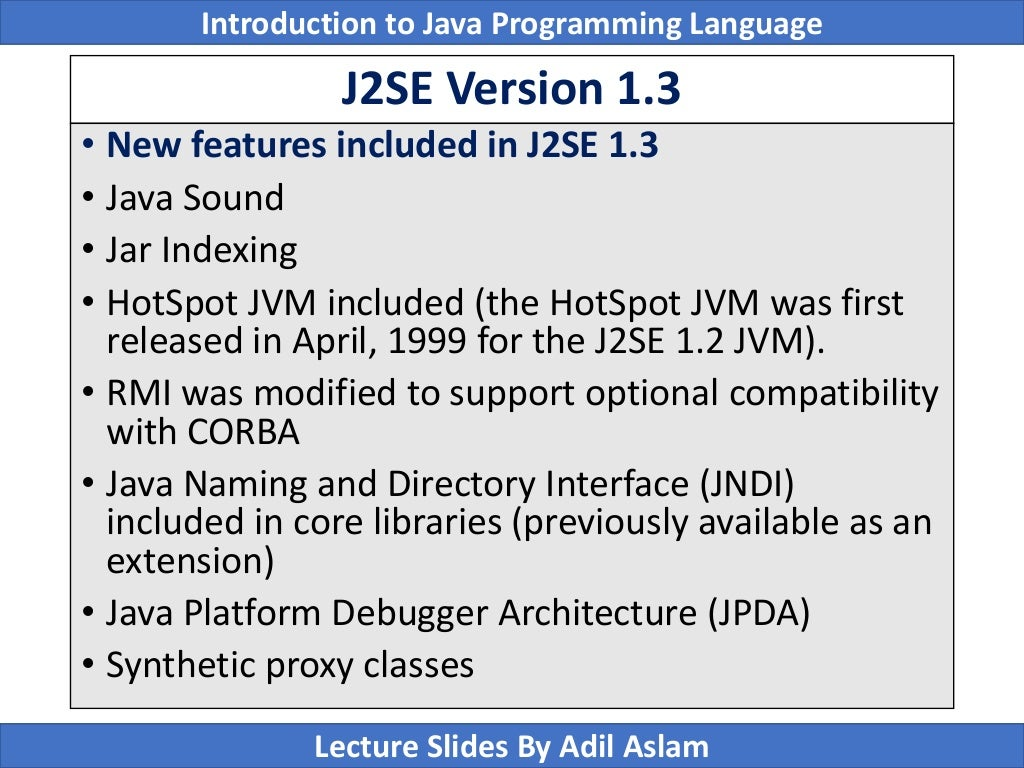 Introduction to Java Programming Language
J2SE Version 1.3
• New features included in J2SE 1.3
• Java Sound
• Jar Indexing
• HotSpot JVM included (the HotSpot JVM was first
released in April, 1999 for the J2SE 1.2 JVM).
• RMI was modified to support optional compatibility
with CORBA
• Java Naming and Directory Interface (JNDI)
included in core libraries (previously available as an
extension)
• Java Platform Debugger Architecture (JPDA)
• Synthetic proxy classes
Lecture Slides By Adil Aslam